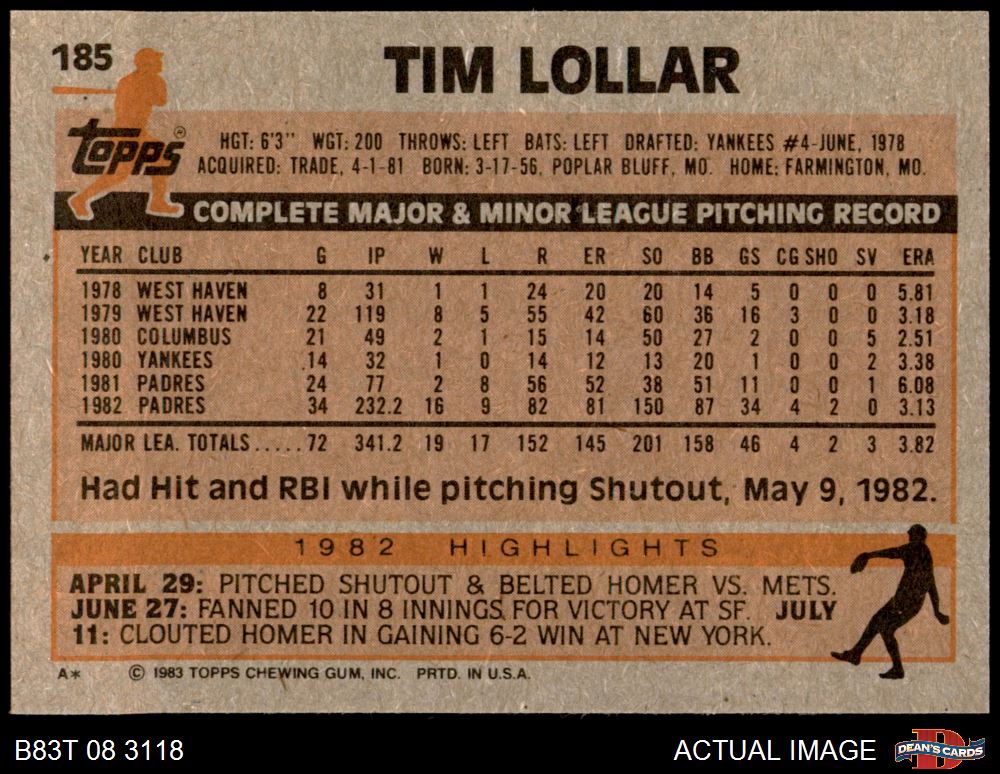 185
TIM LOLLAR
Topps ®
HGT: 6'3" WGT: 200 THROWS: LEFT BATS: LEFT DRAFTED: YANKEES #4-JUNE, 1978
ACQUIRED: TRADE, 4-1-81 BORN: 3-17-56, POPLAR BLUFF, MO. HOME: FARMINGTON, MO.
COMPLETE MAJOR & MINOR LEAGUE PITCHING RECORD
YEAR CLUB G IP W L R ER SO BB GS CG SHO SV ERA
1978 WEST HAVEN 8 31 1 1 24 20 20 14 5 0 0 0 5.81
1979 WEST HAVEN 22 119 8 5 55 42 60 36 16 3 0 0 3.18
1980 COLUMBUS 21 49 2 1 15 14 50 27 2 0 0 5 2.51
1980 YANKEES 14 32 1 0 14 12 13 20 1 0 0 2 3.38
1981 PADRES 24 77 2 8 56 52 38 51 11 0 0 1 6.08
1982 PADRES 34 232.2 16 9 82 81 150 87 34 4 2 0 3.13
MAJOR LEA. TOTALS..... 72 341.2 19 17 152 145 201 158 46 4 2 3 3.82
Had Hit and RBI while pitching Shutout, May 9, 1982.
1982 HIGHLIGHTS
APRIL 29: PITCHED SHUTOUT & BELTED HOMER VS. METS.
JUNE 27: FANNED 10 IN 8 INNINGS FOR VICTORY AT SF. JULY
11: CLOUTED HOMER IN GAINING 6-2 WIN AT NEW YORK.
A* © 1983 TOPPS CHEWING GUM, INC. PRTD. IN U.S.A.
B83T 08 3118 ACTUAL IMAGE D DEAN'S CARDS